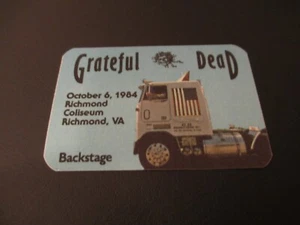 Grateful Dead
October 6, 1984
Richmond
Coliseum
Richmond, VA
Backstage